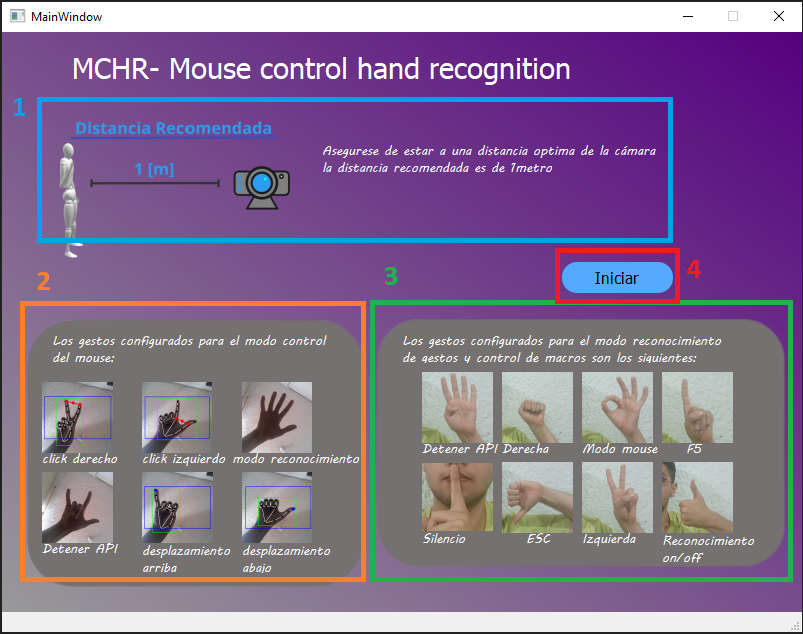 MainWindow
MCHR- Mouse control hand recognition
1
Distancia Recomendada
1 [m]
Asegurese de estar a una distancia optima de la cámara
la distancia recomendada es de 1metro
2
3
Iniciar
4
Los gestos configurados para el modo control
del mouse:
click derecho
click izquierdo
modo reconocimiento
Detener API
desplazamiento
arriba
desplazamiento
abajo
Los gestos configurados para el modo reconocimiento
de gestos y control de macros son los siguientes:
Detener API
Derecha
Modo mouse
F5
Silencio
ESC
Izquierda
Reconocimiento
on/off